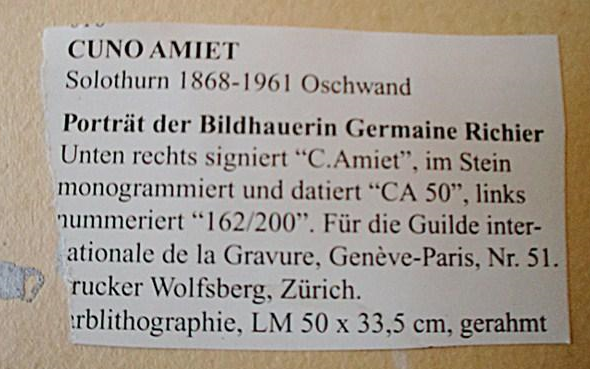 CUNO AMIET
Solothurn 1868-1961 Oschwand
Porträt der Bildhauerin Germaine Richier
Unten rechts signiert “C.Amiet”, im Stein
monogrammiert und datiert “CA 50”, links
nummeriert “162/200”. Für die Guilde inter-
ationale de la Gravure, Genève-Paris, Nr. 51.
rucker Wolfsberg, Zürich.
rblithographie, LM 50 x 33,5 cm, gerahmt